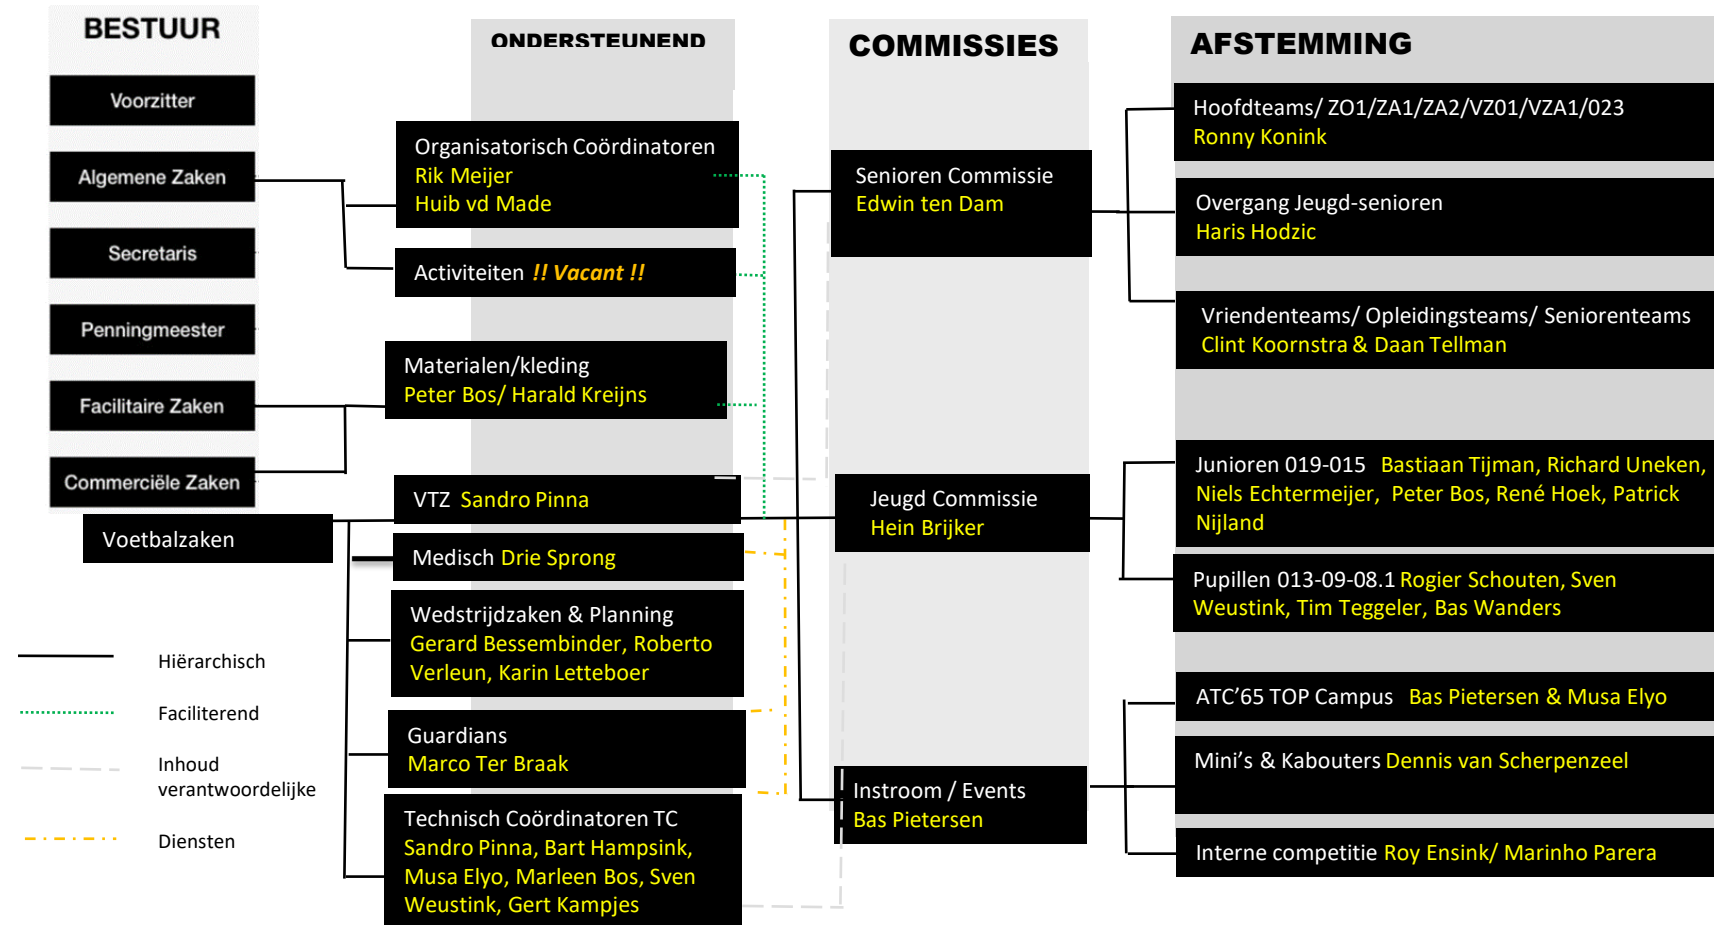 BESTUUR
Voorzitter
Algemene Zaken
Secretaris
Penningmeester
Facilitaire Zaken
Commerciële Zaken
Voetbalzaken
Hiërarchisch
Faciliterend
Inhoud
verantwoordelijke
Diensten
ONDERSTEUNEND
Organisatorisch Coördinatoren
Rik Meijer
Huib vd Made
Activiteiten !! Vacant !!
Materialen/kleding
Peter Bos/ Harald Kreijns
VTZ Sandro Pinna
Medisch Drie Sprong
Wedstrijdzaken & Planning
Gerard Bessembinder, Roberto
Verleun, Karin Letteboer
Guardians
Marco Ter Braak
Technisch Coördinatoren TC
Sandro Pinna, Bart Hampsink,
Musa Elyo, Marleen Bos, Sven
Weustink, Gert Kampjes
COMMISSIES
Senioren Commissie
Edwin ten Dam
Jeugd Commissie
Hein Brijker
Instroom / Events
Bas Pietersen
AFSTEMMING
Hoofdteams/ ZO1/ZA1/ZA2/VZ01/VZA1/023
Ronny Konink
Overgang Jeugd-senioren
Haris Hodzic
Vriendenteams/ Opleidingsteams/ Seniorenteams
Clint Koornstra & Daan Tellman
Junioren 019-015 Bastiaan Tijman, Richard Uneken,
Niels Echtermeijer, Peter Bos, René Hoek, Patrick
Nijland
Pupillen 013-09-08.1 Rogier Schouten, Sven
Weustink, Tim Teggeler, Bas Wanders
ATC’65 TOP Campus Bas Pietersen & Musa Elyo
Mini’s & Kabouters Dennis van Scherpenzeel
Interne competitie Roy Ensink/ Marinho Parera